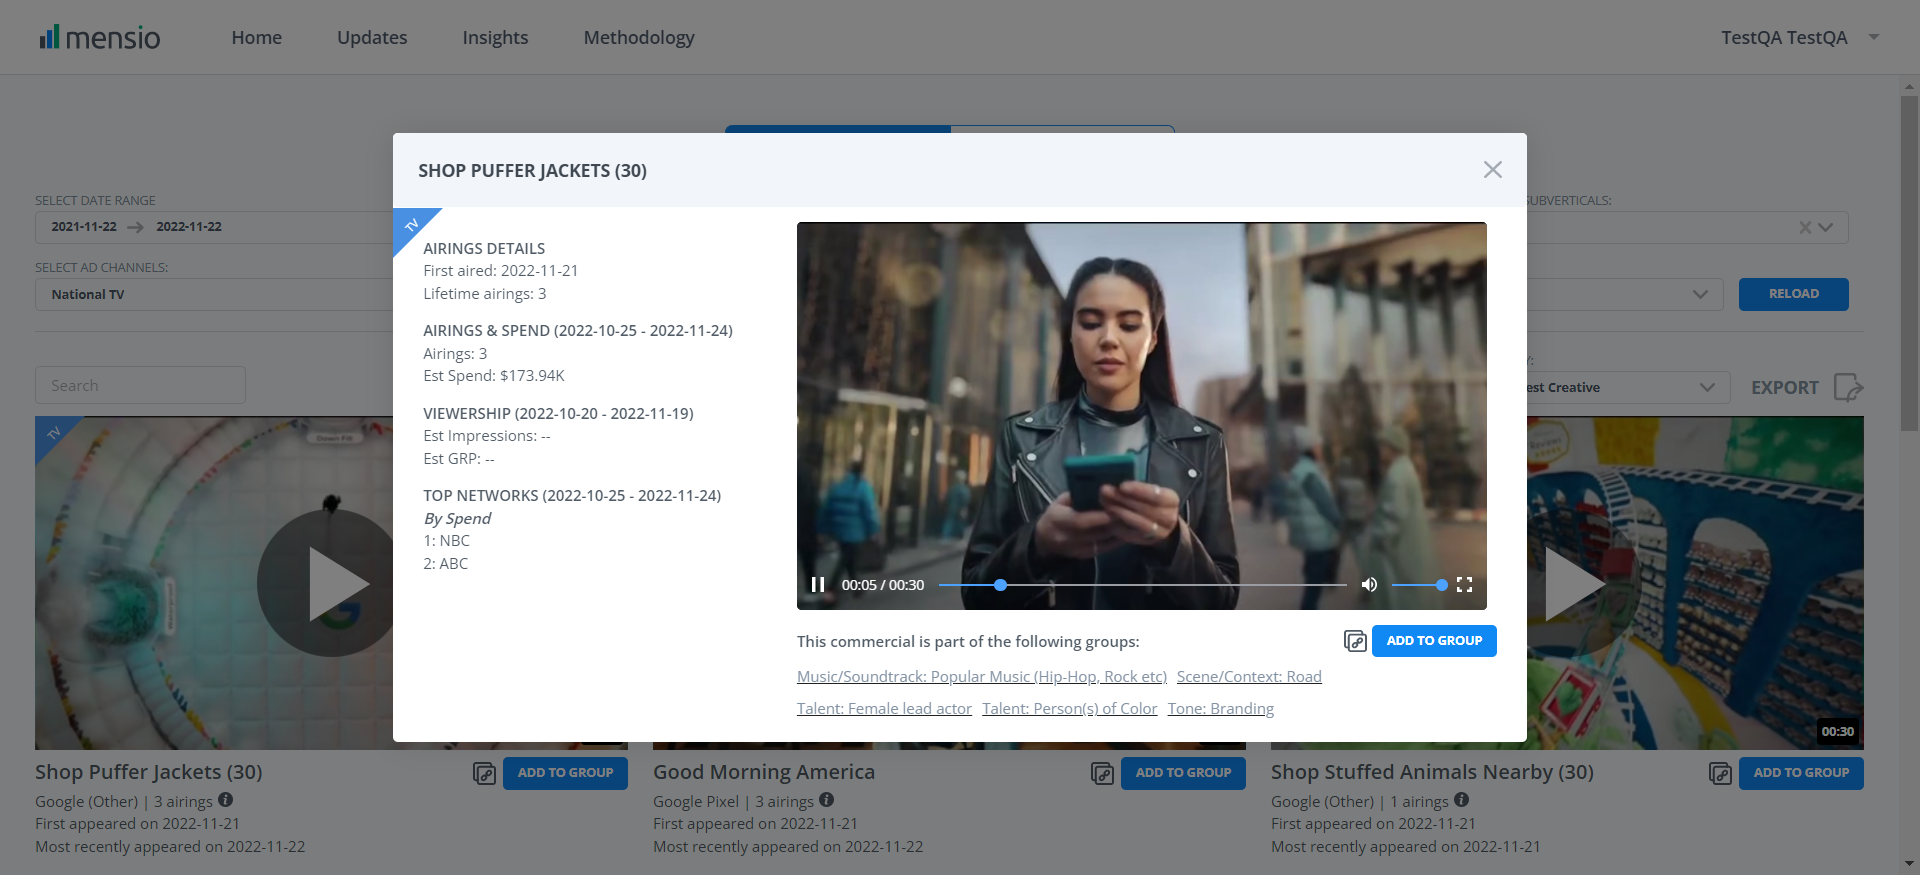 mensio
Home
Updates
Insights
Methodology
TestQA TestQA
SELECT DATE RANGE
2021-11-22
2022-11-22
SUBVERTICALS:
SELECT AD CHANNELS:
National TV
RELOAD
Search
Y:
est Creative
EXPORT
SHOP PUFFER JACKETS (30)
TV
AIRINGS DETAILS
First aired: 2022-11-21
Lifetime airings: 3
AIRINGS & SPEND (2022-10-25 - 2022-11-24)
Airings: 3
Est Spend: $173.94K
VIEWERSHIP (2022-10-20 - 2022-11-19)
Est Impressions: --
Est GRP: --
TOP NETWORKS (2022-10-25 - 2022-11-24)
By Spend
1: NBC
2: ABC
00:05 / 00:30
This commercial is part of the following groups:
ADD TO GROUP
Music/Soundtrack: Popular Music (Hip-Hop, Rock etc) Scene/Context: Road
Talent: Female lead actor Talent: Person(s) of Color Tone: Branding
TV
Down Fill
Reviews
00:30
Shop Puffer Jackets (30)
ADD TO GROUP
Google (Other) | 3 airings
First appeared on 2022-11-21
Most recently appeared on 2022-11-22
Good Morning America
ADD TO GROUP
Google Pixel | 3 airings
First appeared on 2022-11-21
Most recently appeared on 2022-11-22
Shop Stuffed Animals Nearby (30)
ADD TO GROUP
Google (Other) | 1 airings
First appeared on 2022-11-21
Most recently appeared on 2022-11-21